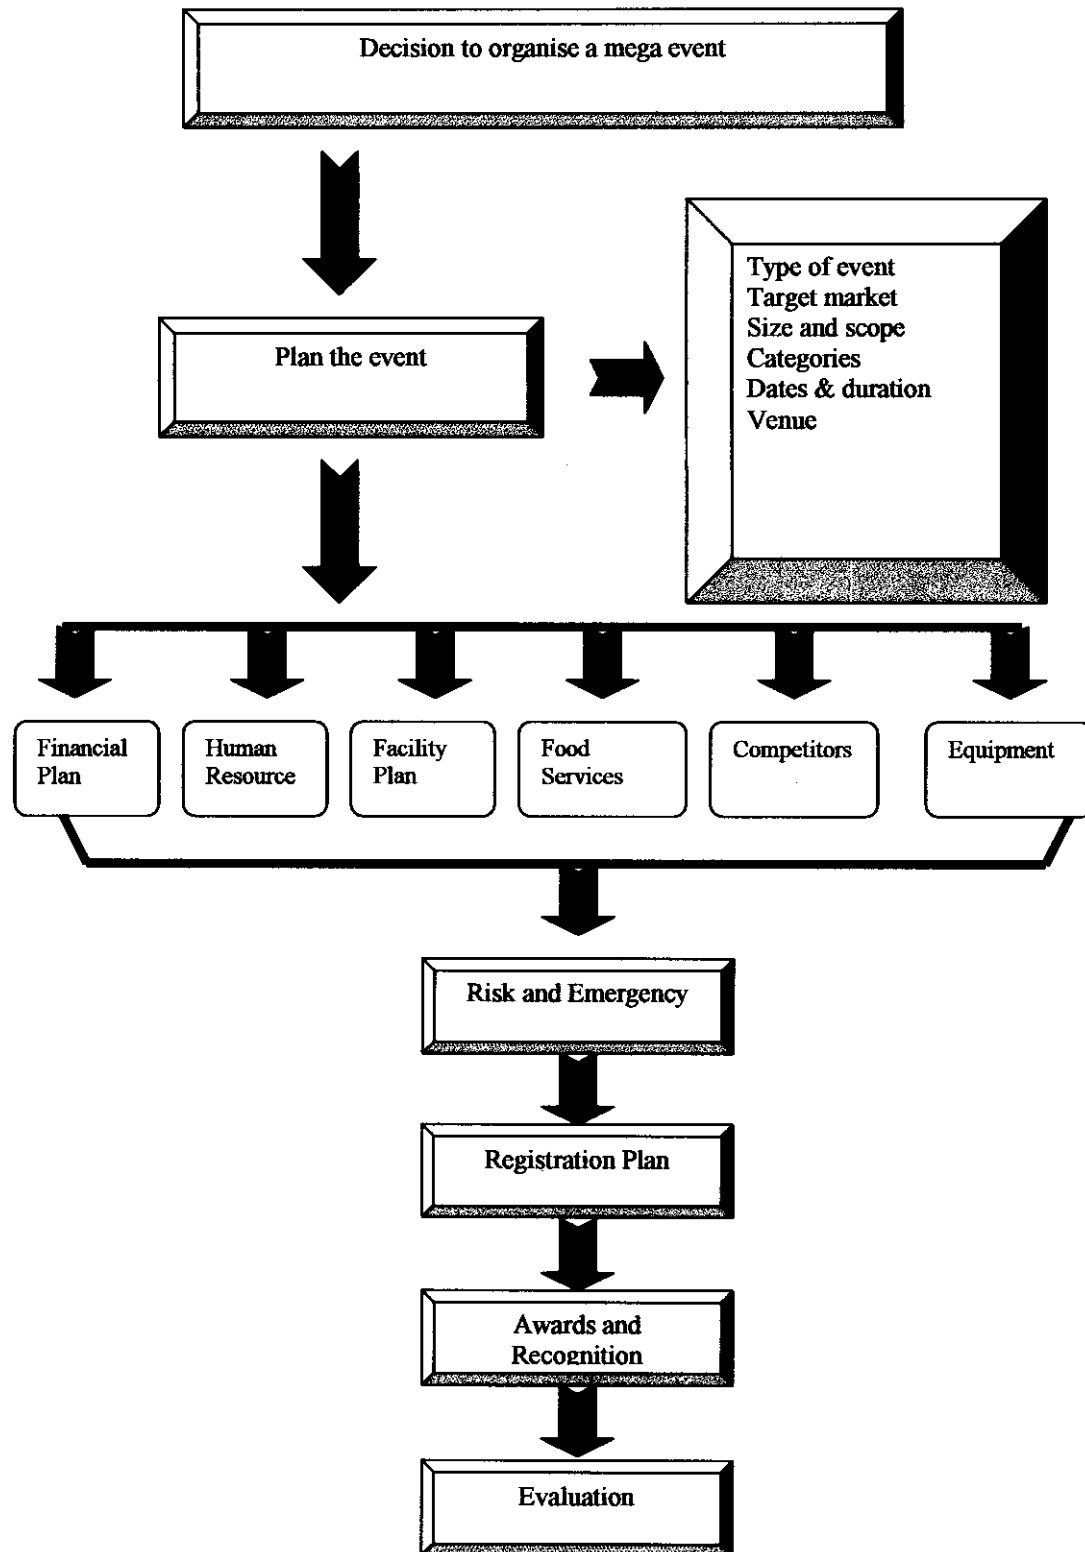 Decision to organise a mega event
Type of event
Target market
Size and scope
Categories
Dates & duration
Venue
Plan the event
Financial
Plan
Human
Resource
Facility
Plan
Food
Services
Competitors
Equipment
Risk and Emergency
Registration Plan
Awards and
Recognition
Evaluation